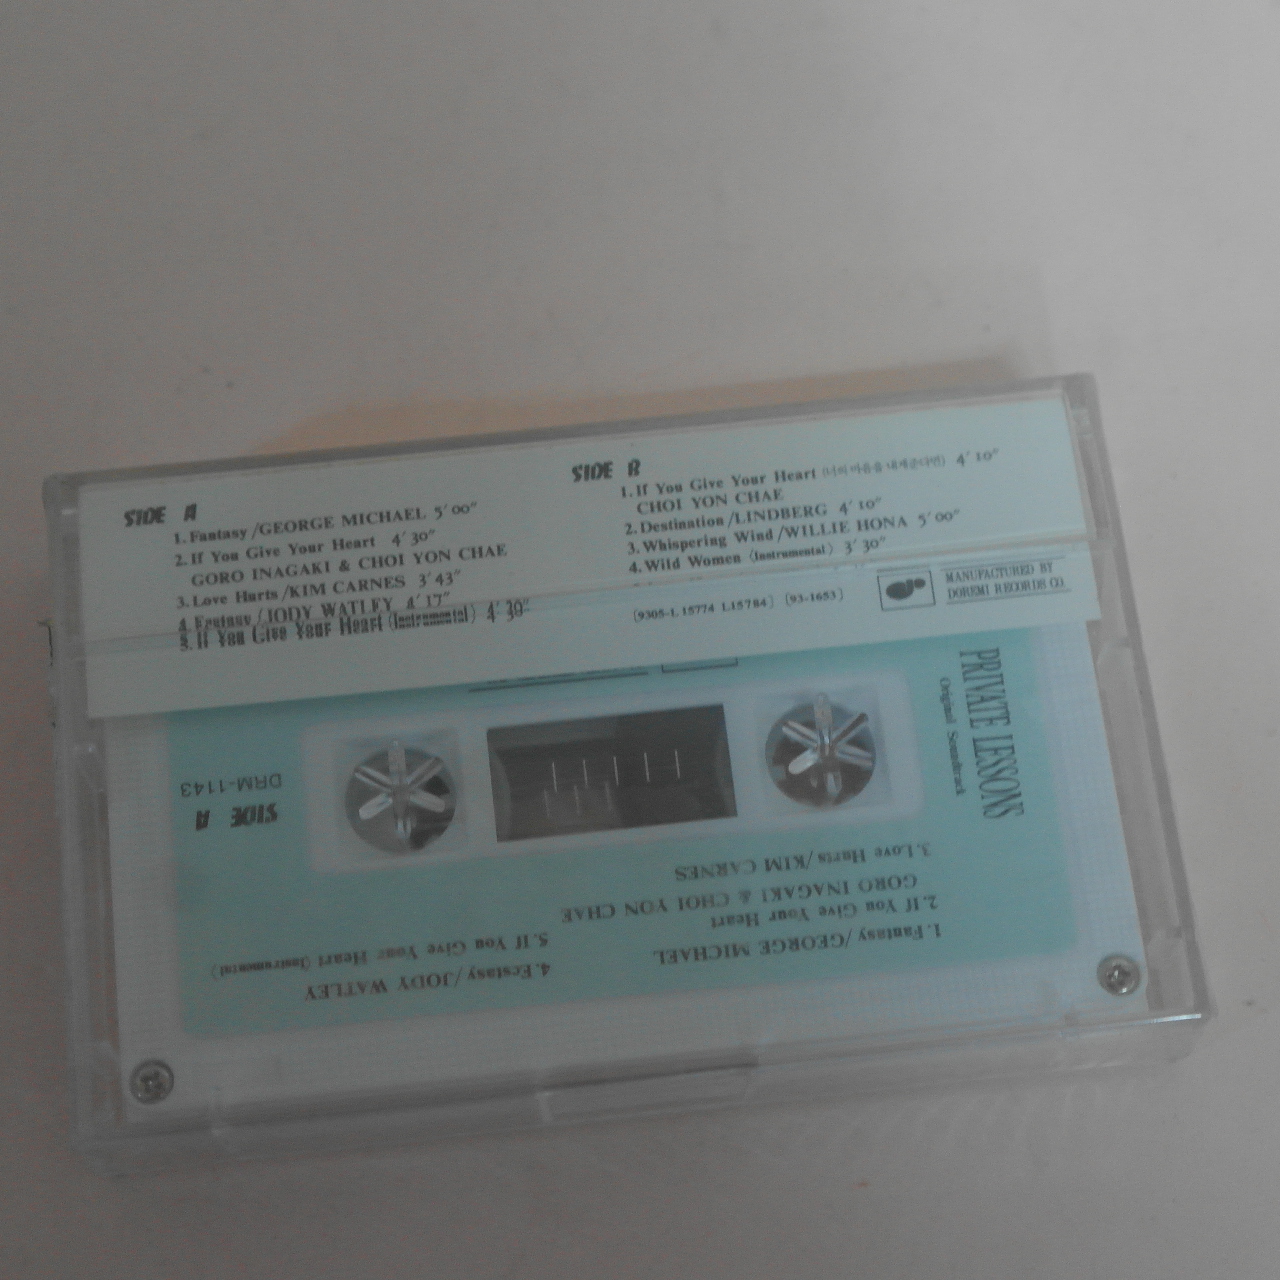 SIDE A
1. Fantasy/GEORGE MICHAEL 5'00"
2. If You Give Your Heart 4'30"
GORO INAGAKI & CHOI YON CHAE
3. Love Hurts/KIM CARNES 3'43"
4. Ecstasy/JODY WATLEY 4'17"
5. If You Give Your Heart (Instrumental) 4'30"
SIDE B
1. If You Give Your Heart 4'10"
CHOI YON CHAE
2. Destination/LINDBERG 4'10"
3. Whispering Wind/WILLIE HONA 5'00"
4. Wild Women (Instrumental) 3'30"
(9305-L15774 L15784) (93-1653)
MANUFACTURED BY
DOREMI RECORDS CO.
PRIVATE LESSONS
Original Soundtrack
SIDE A
DRM-1143
1. Fantasy/GEORGE MICHAEL
2. If You Give Your Heart
GORO INAGAKI & CHOI YON CHAE
3. Love Hurts/KIM CARNES
4. Ecstasy/JODY WATLEY
5. If You Give Your Heart (Instrumental)